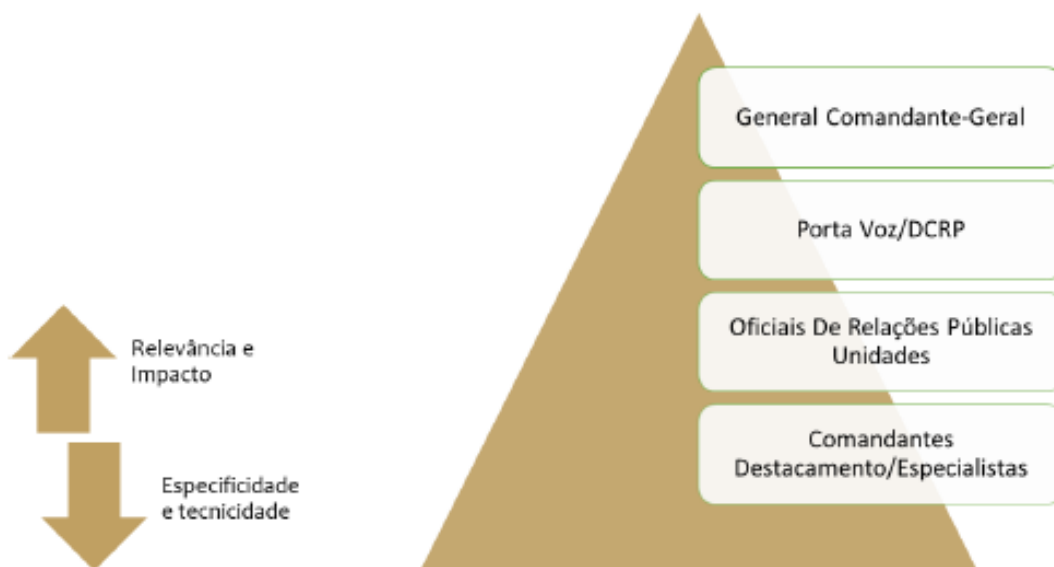 General Comandante-Geral
Porta Voz/DCRP
Oficiais De Relações Públicas
Unidades
Comandantes
Destacamento/Especialistas
Relevância e
Impacto
Especificidade
e tecnicidade